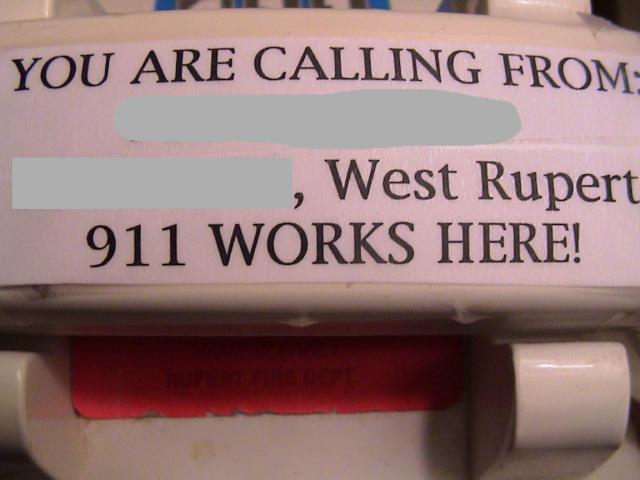 YOU ARE CALLING FROM:
, West Rupert
911 WORKS HERE!
RUPERT FIRE DEPT.